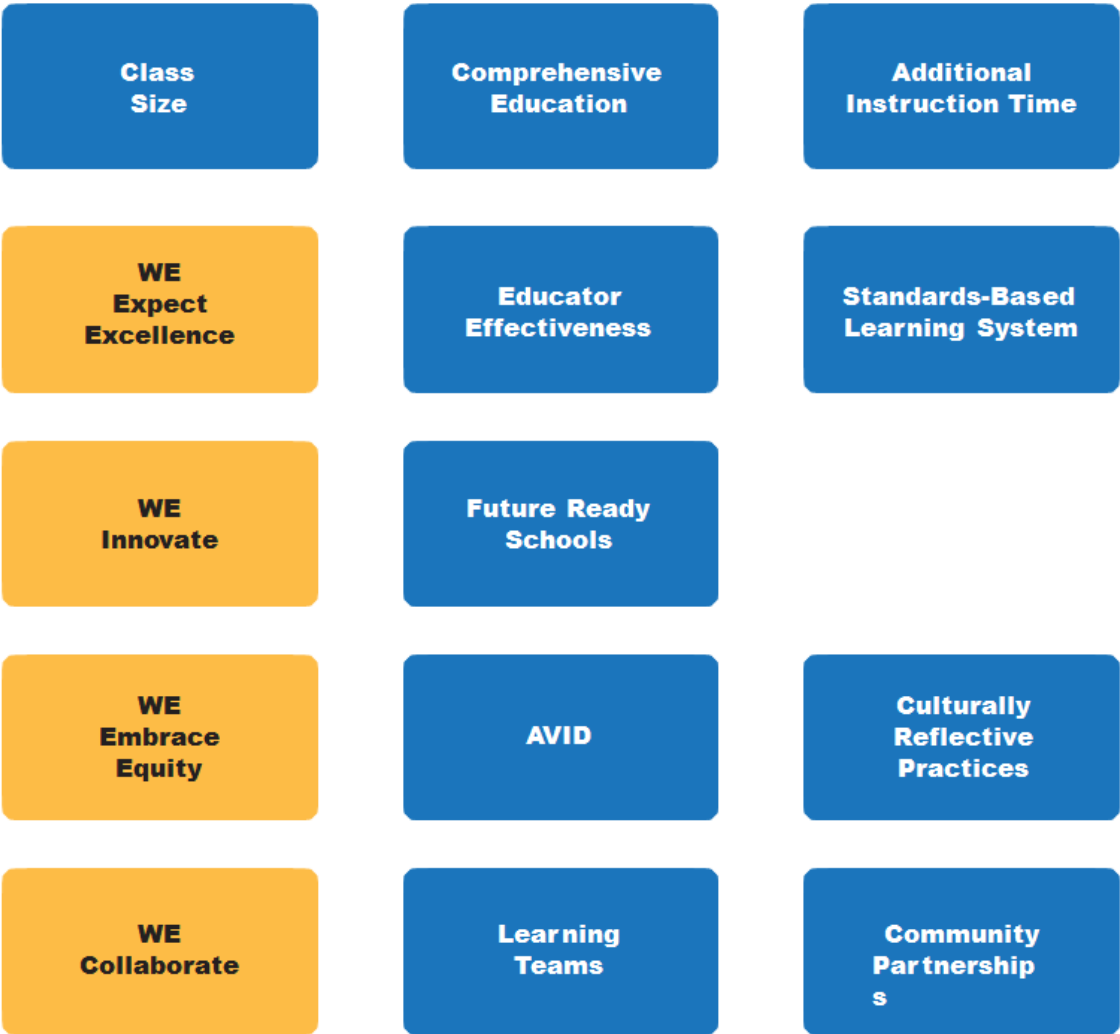 Class
Size
Comprehensive
Education
Additional
Instruction Time
WE
Expect
Excellence
Educator
Effectiveness
Standards-Based
Learning System
WE
Innovate
Future Ready
Schools
WE
Embrace
Equity
AVID
Culturally
Reflective
Practices
WE
Collaborate
Learning
Teams
Community
Partnership
s